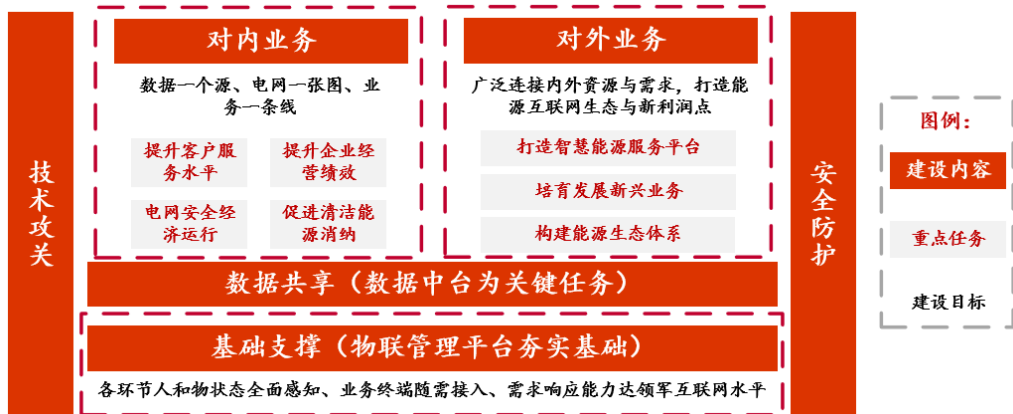 技术攻关
对内业务
数据一个源、电网一张图、业
务一条线
提升客户服
务水平
提升企业经
营绩效
电网安全经
济运行
促进清洁能
源消纳
对外业务
广泛连接内外资源与需求，打造能
源互联网生态与新利润点
打造智慧能源服务平台
培育发展新兴业务
构建能源生态体系
数据共享（数据中台为关键任务）
基础支撑（物联管理平台夯实基础）
各环节人和物状态全面感知、业务终端随需接入、需求响应能力达领军互联网水平
安全防护
图例：
建设内容
重点任务
建设目标